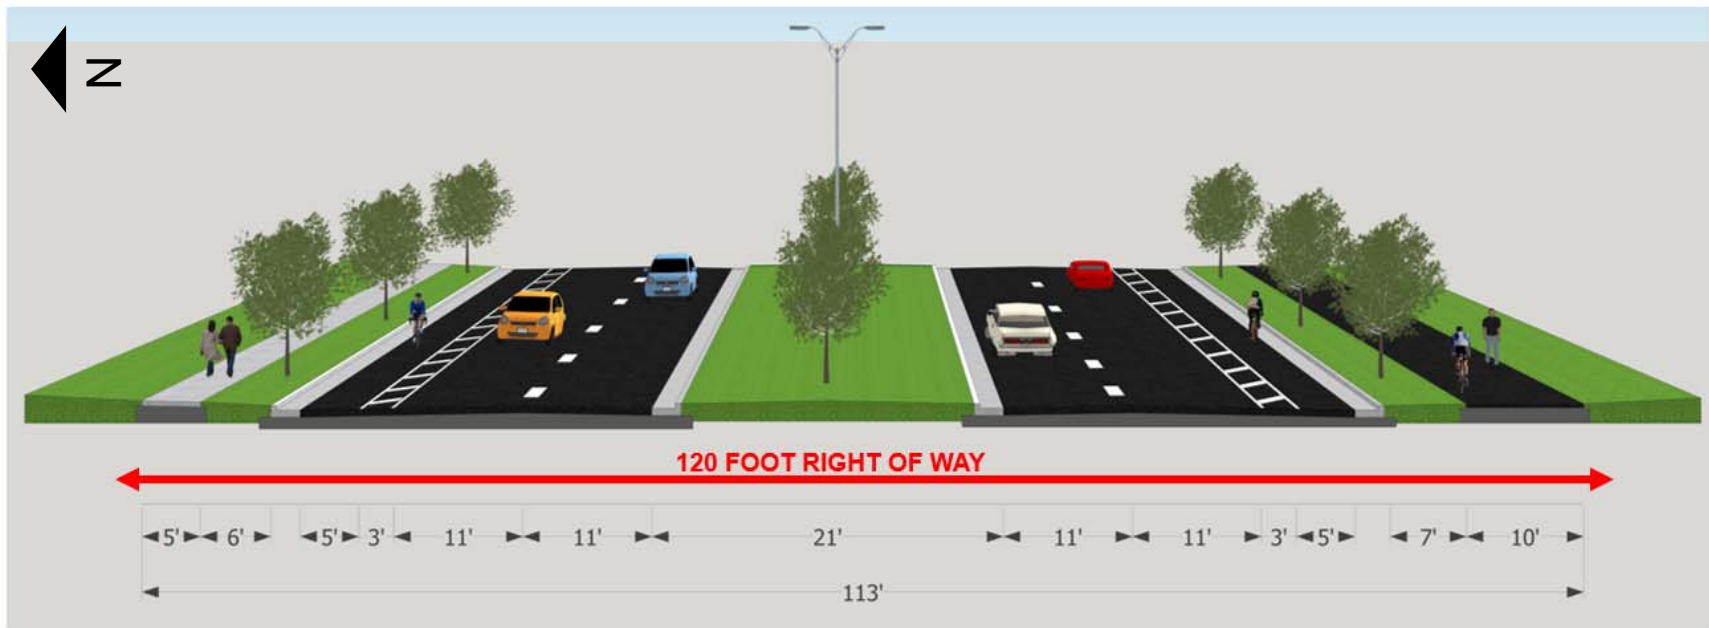 N
120 FOOT RIGHT OF WAY
5' 6' 5' 3' 11' 11' 21' 11' 11' 3' 5' 7' 10'
113'